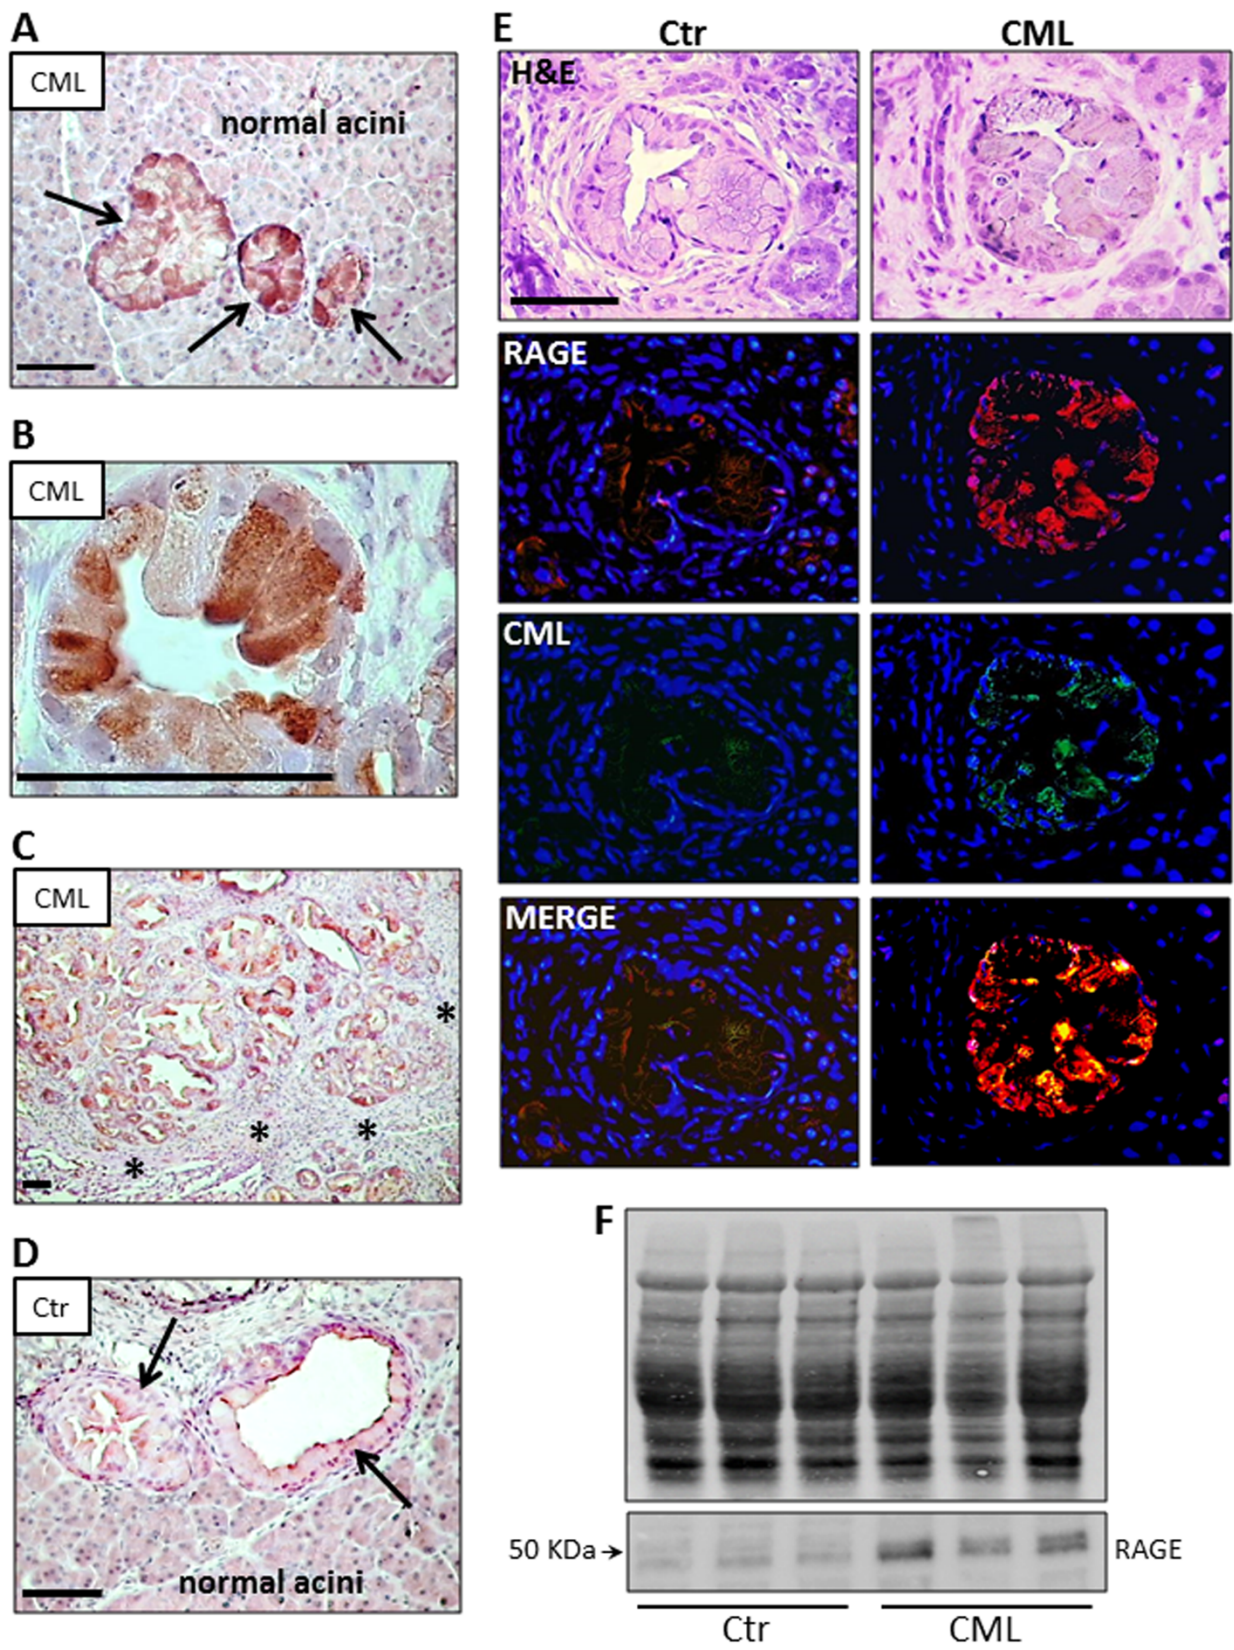 A
CML
normal acini
B
CML
C
CML
*
*
*
*
D
Ctr
normal acini
E
Ctr
CML
H&E
RAGE
CML
MERGE
F
50 KDa
RAGE
Ctr
CML